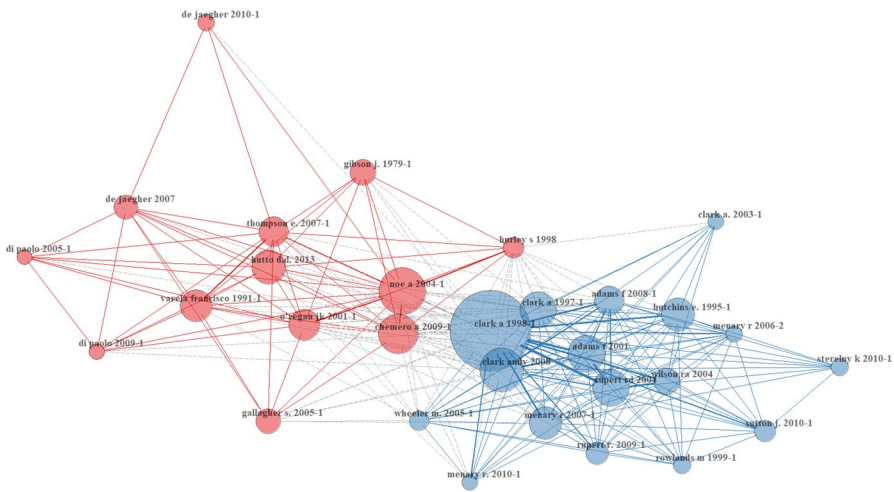 de jaegher 2010-1
gibson j. 1979-1
de jaegher 2007
clark a. 2003-1
thompson e. 2007-1
hurley s 1998
di paolo 2005-1
hutto d.d. 2013
noe a 2004-1
varela francisco 1991-1
adams f 2008-1
clark a 1997-1
hutchins e. 1995-1
o'regan jk 2001-1
clark a 1998-1
chemero a 2009-1
menary r 2006-2
di paolo 2009-1
adams f 2001
sterelny k 2010-1
clark andy 2008
wilson ra 2004
rupert rd 2004
gallagher s. 2005-1
wheeler m. 2005-1
menary r 2007-1
sutton j. 2010-1
rupert r. 2009-1
rowlands m 1999-1
menary r. 2010-1